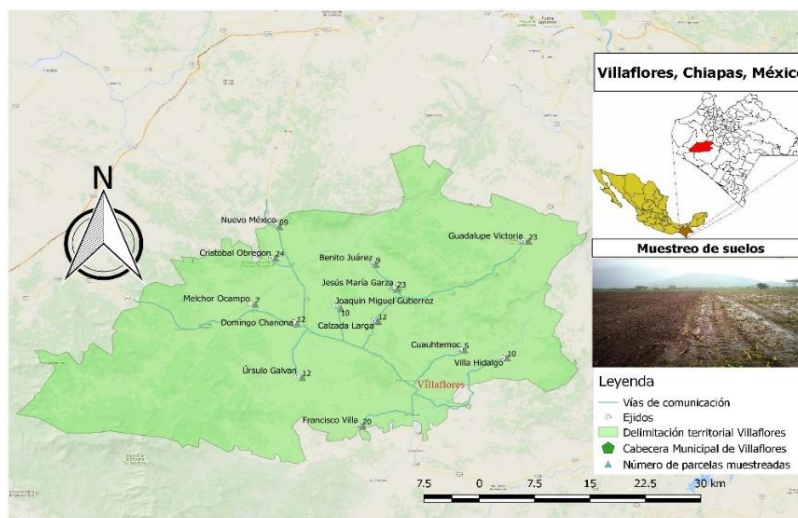 Villaflores, Chiapas, México
N
Nuevo México
69
Cristobal Obregon
24
Guadalupe Victoria
23
Benito Juárez
9
Jesús María Garza
23
Melchor Ocampo
7
Joaquin Miguel Gutierrez
10
Domingo Chanona
12
Calzada Larga
12
Cuauhtemoc
5
Villa Hidalgo
10
Úrsulo Galvan
12
Villaflores
Francisco Villa
20
Muestreo de suelos
Leyenda
Vías de comunicación
Ejidos
Delimitación territorial Villaflores
Cabecera Municipal de Villaflores
Número de parcelas muestreadas
7.5 0 7.5 15 22.5 30 km